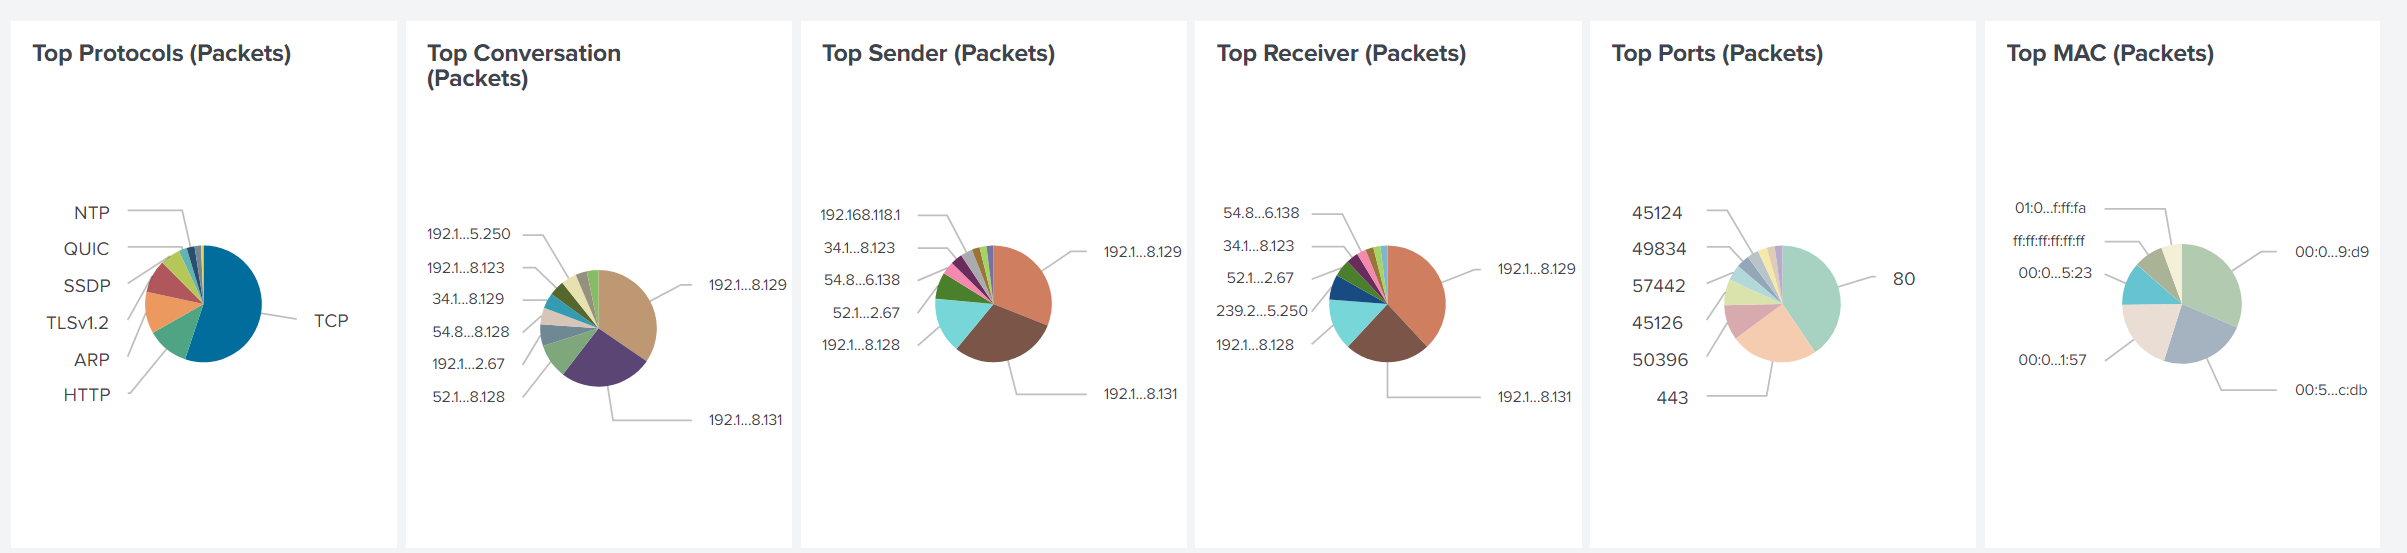 Top Protocols (Packets)
NTP
QUIC
SSDP
TLSv1.2
ARP
HTTP
TCP
Top Conversation
(Packets)
192.1...5.250
192.1...8.123
34.1...8.129
54.8...8.128
192.1...2.67
52.1...8.128
192.1...8.129
192.1...8.131
Top Sender (Packets)
192.168.118.1
34.1...8.123
54.8...6.138
52.1...2.67
192.1...8.128
192.1...8.129
192.1...8.131
Top Receiver (Packets)
54.8...6.138
34.1...8.123
52.1...2.67
239.2...5.250
192.1...8.128
192.1...8.129
192.1...8.131
Top Ports (Packets)
45124
49834
57442
45126
50396
443
80
Top MAC (Packets)
01:0...f:ff:fa
ff:ff:ff:ff:ff:ff
00:0...5:23
00:0...1:57
00:0...9:d9
00:5...c:db